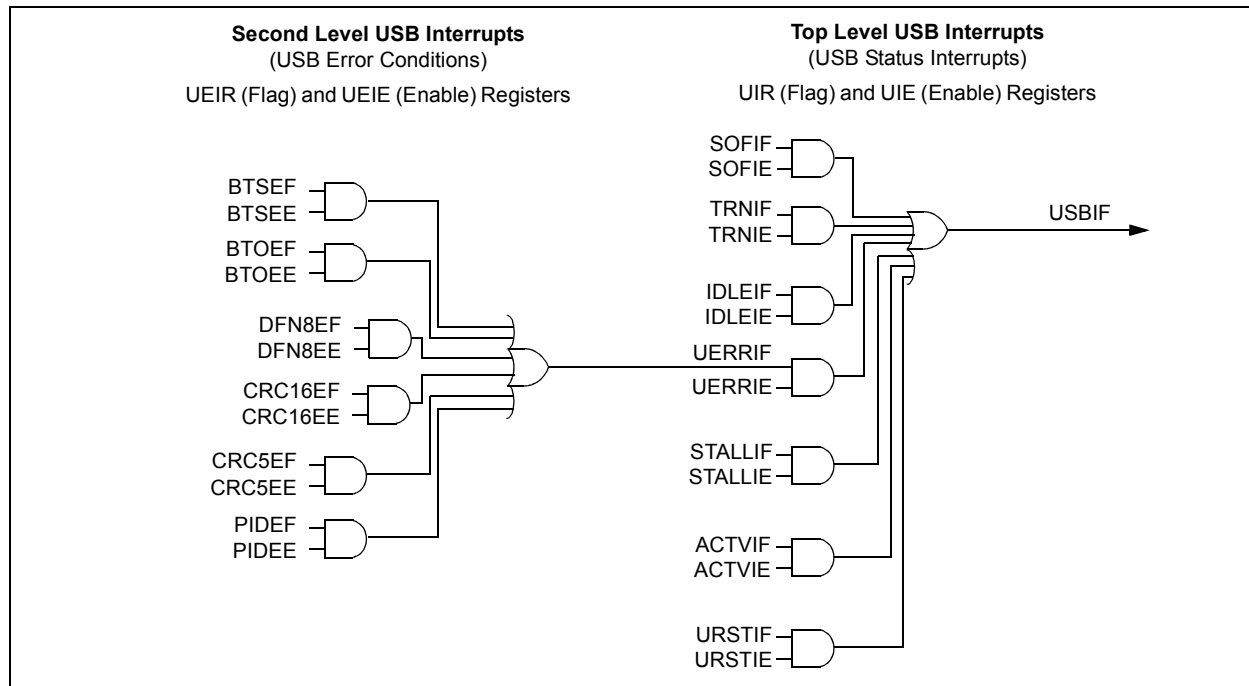 Second Level USB Interrupts
(USB Error Conditions)
UEIR (Flag) and UEIE (Enable) Registers
BTSEF
BTSEE
BTOEF
BTOEE
DFN8EF
DFN8EE
CRC16EF
CRC16EE
CRC5EF
CRC5EE
PIDEF
PIDEE
Top Level USB Interrupts
(USB Status Interrupts)
UIR (Flag) and UIE (Enable) Registers
SOFIF
SOFIE
TRNIF
TRNIE
IDLEIF
IDLEIE
UERRIF
UERRIE
STALLIF
STALLIE
ACTVIF
ACTVIE
URSTIF
URSTIE
USBIF